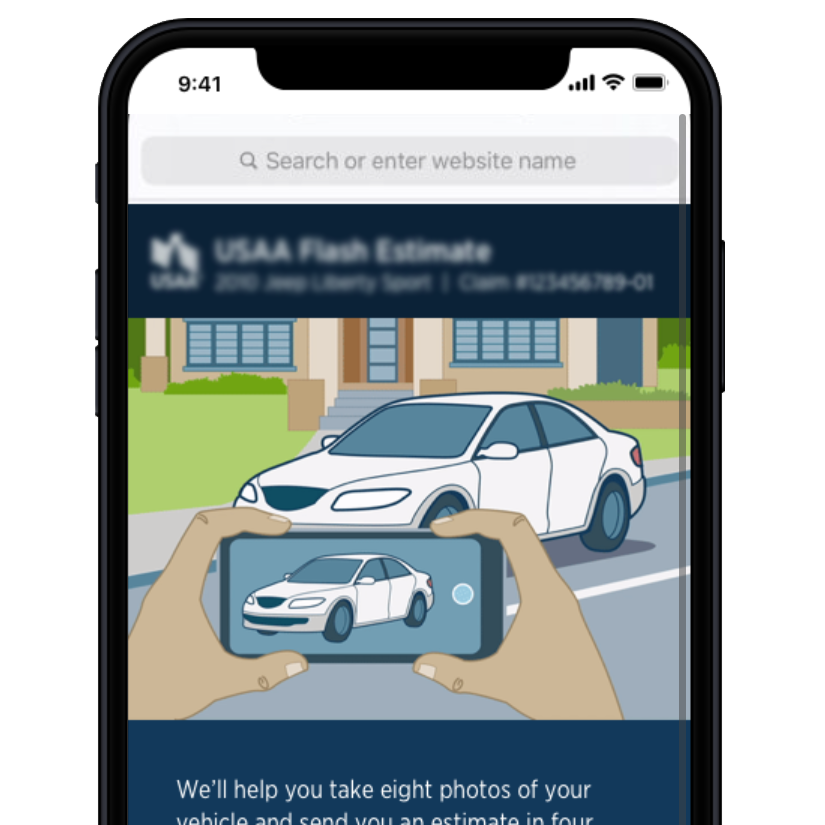 9:41
Search or enter website name
USAA
USAA Flash Estimate
2010 Jeep Liberty Sport | Claim #123456789-01
We'll help you take eight photos of your
vehicle and send you an estimate in four